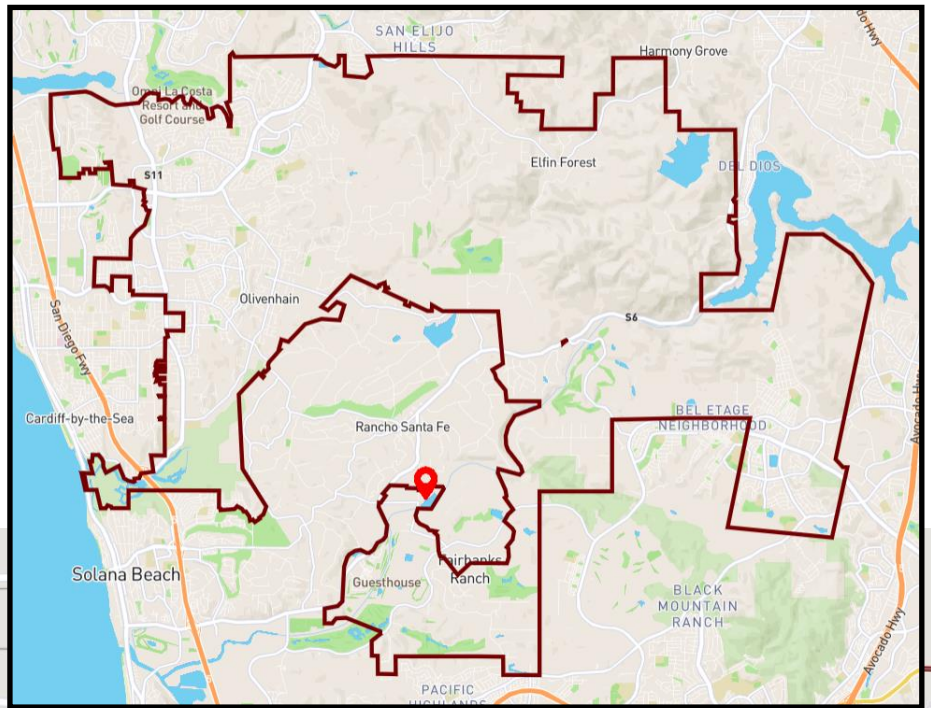 SAN ELIJO
HILLS
Harmony Grove
Omni La Costa
Resort and
Golf Course
S11
Elfin Forest
DEL DIOS
Olivenhain
San Diego Fwy
S6
Cardiff-by-the-Sea
Rancho Santa Fe
BEL ETAGE
NEIGHBORHOOD
Avocado Hwy
Solana Beach
Guesthouse
Fairbanks
Ranch
BLACK
MOUNTAIN
RANCH
Avocado Hwy
PACIFIC
HIGHLANDS